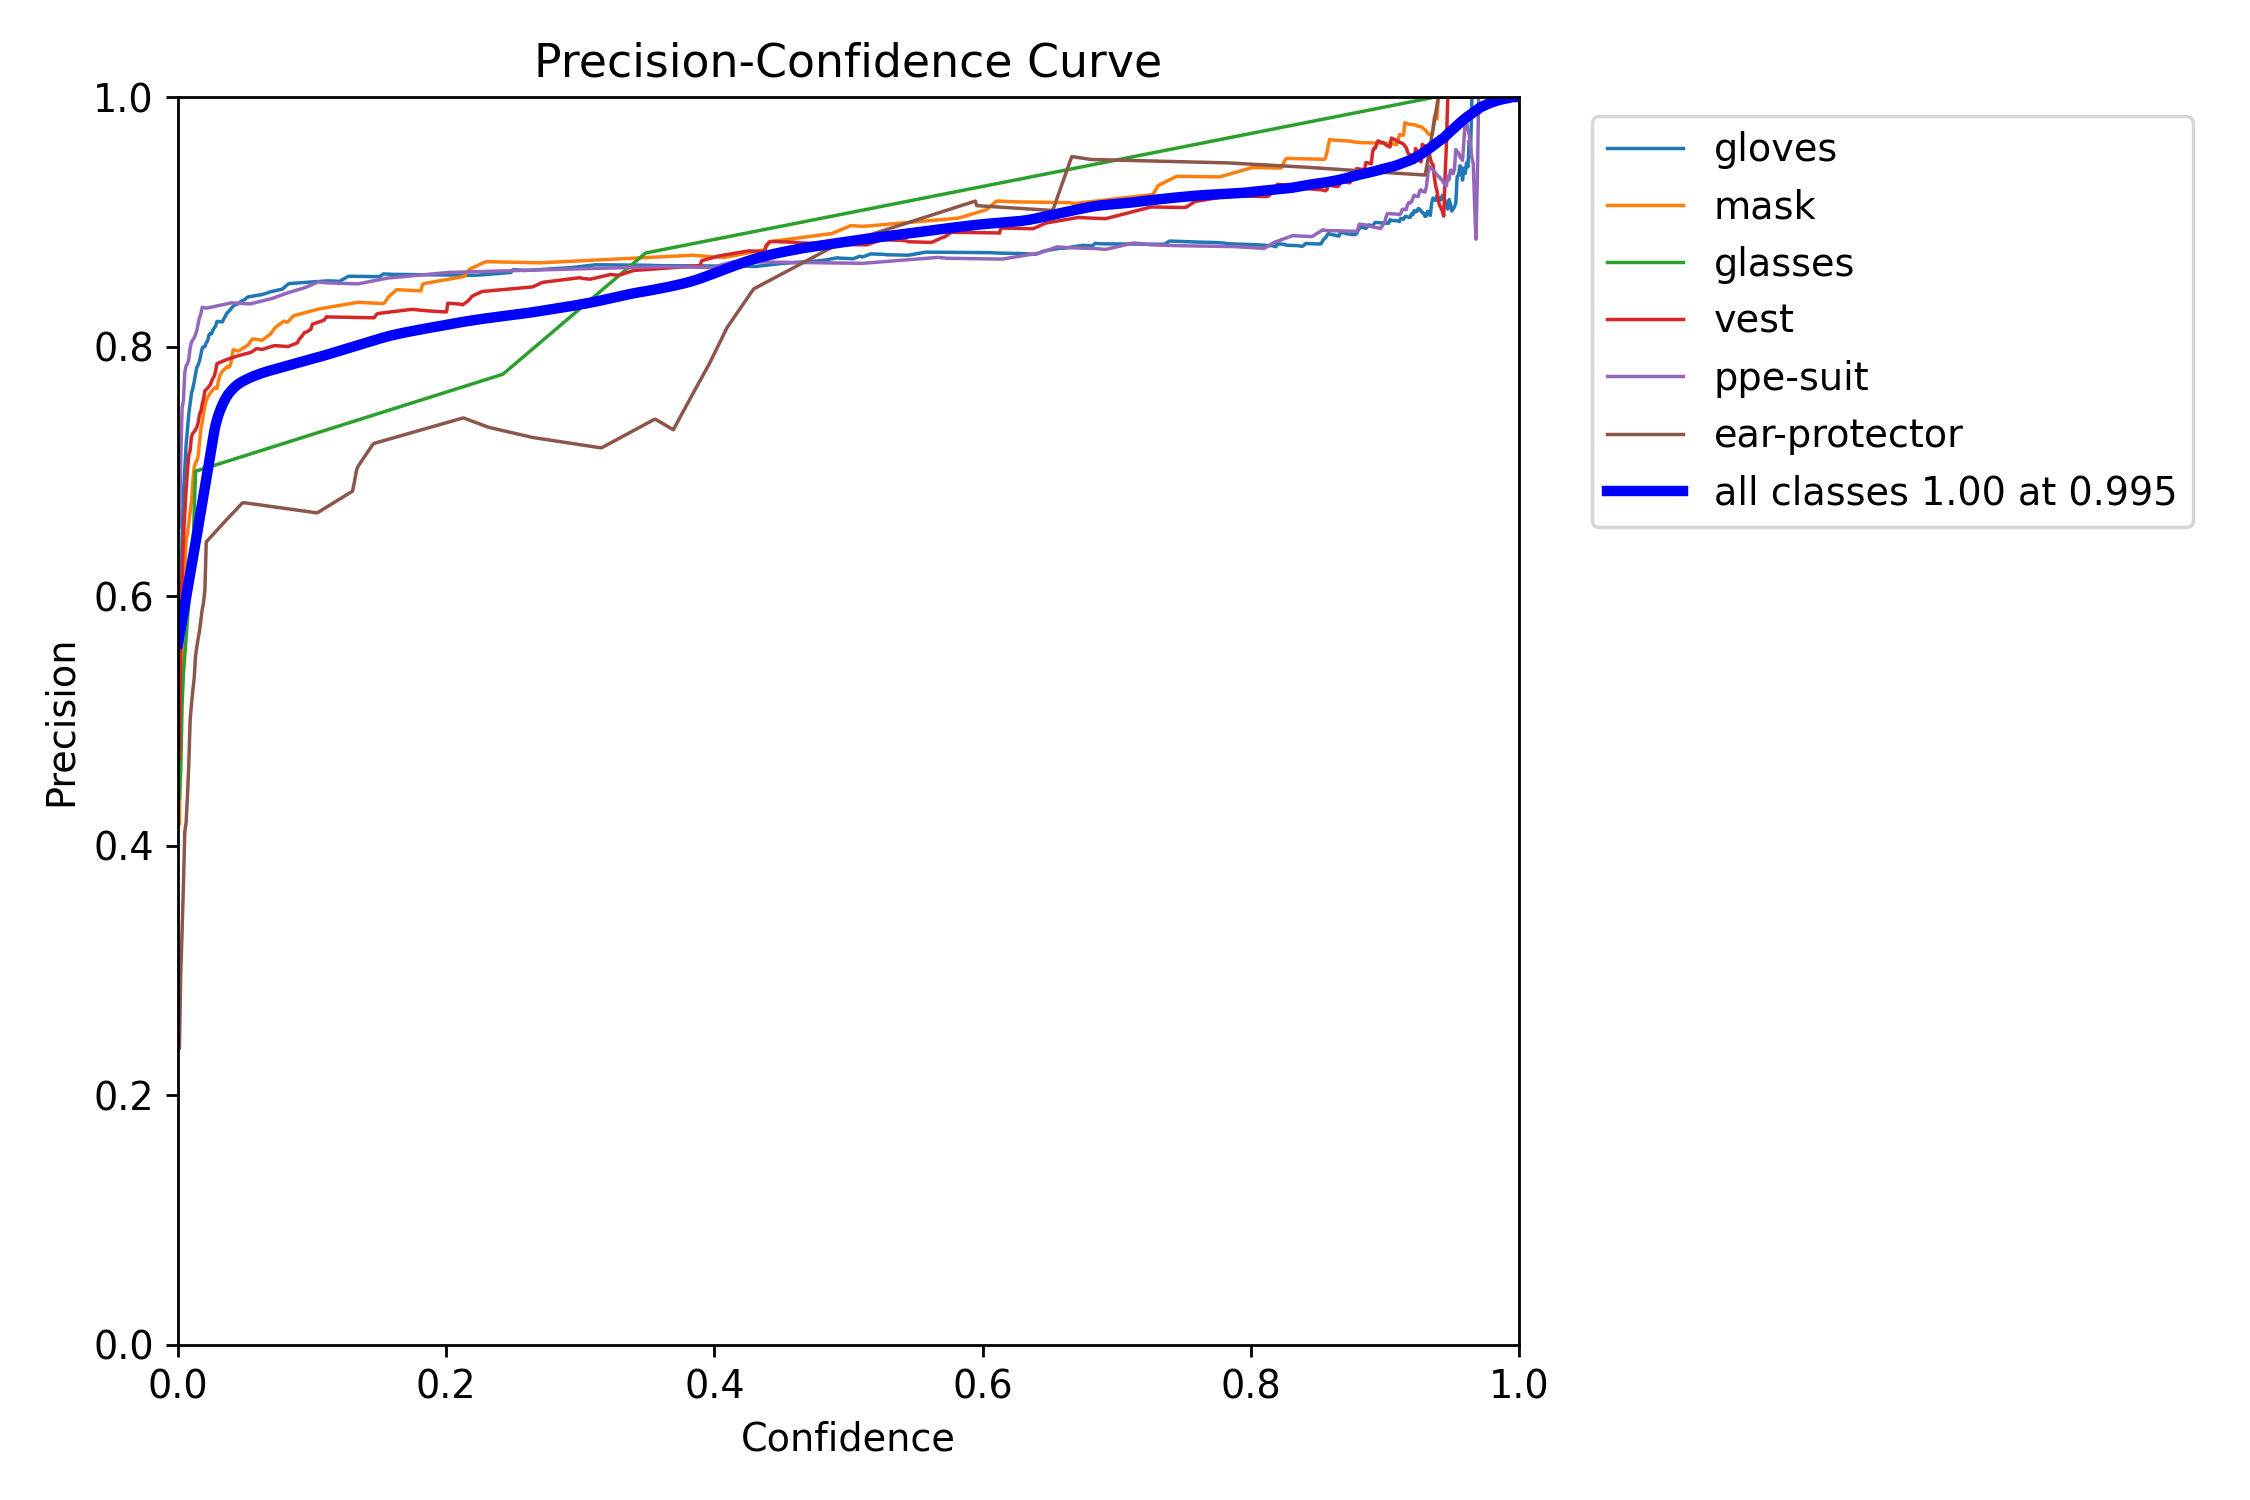 Precision-Confidence Curve
1.0
0.8
0.6
0.4
0.2
0.0
Precision
0.0 0.2 0.4 0.6 0.8 1.0
Confidence
gloves
mask
glasses
vest
ppe-suit
ear-protector
all classes 1.00 at 0.995